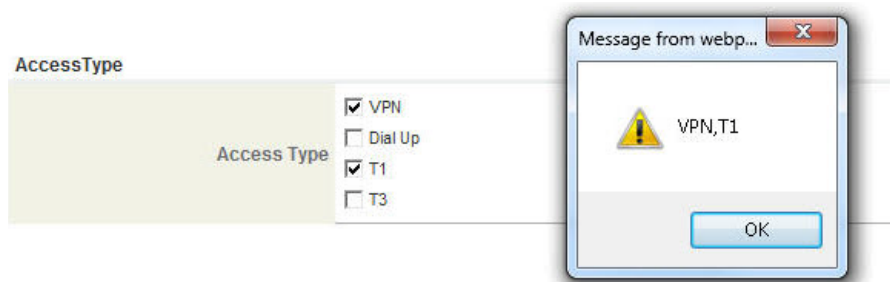 Message from webp...
AccessType
Access Type
VPN
Dial Up
T1
T3
VPN,T1
OK